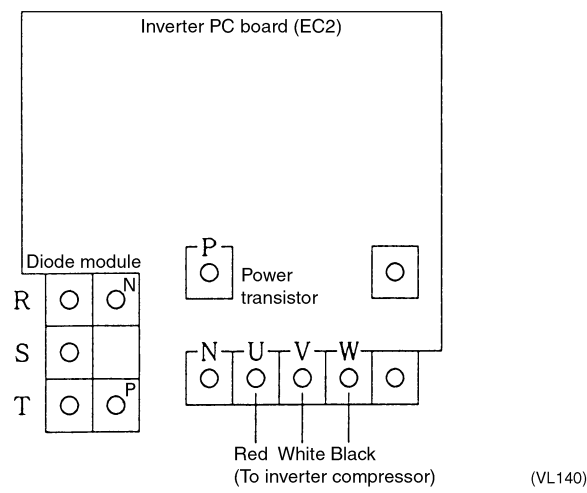 Inverter PC board (EC2)
Diode module
R
N
S
T
P
P
Power
transistor
N U V W
Red White Black
(To inverter compressor)
(VL140)